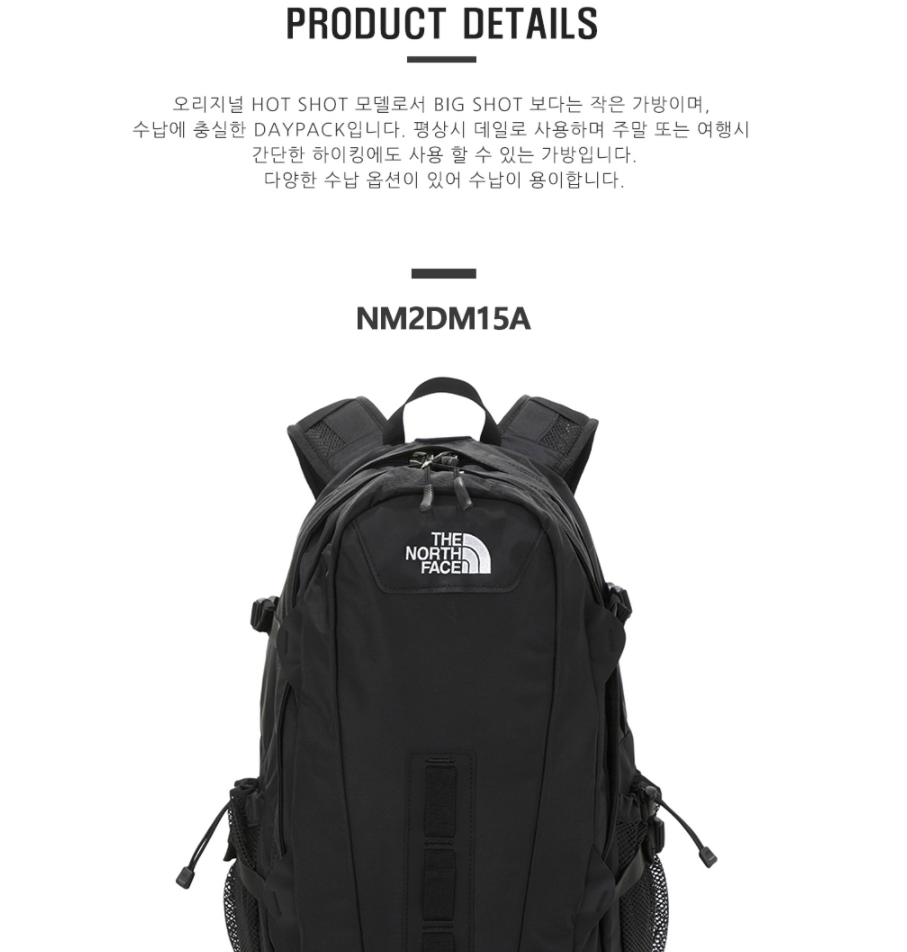 PRODUCT DETAILS
오리지널 HOT SHOT 모델로서 BIG SHOT 보다는 작은 가방이며,
수납에 충실한 DAYPACK입니다. 평상시 데일로 사용하며 주말 또는 여행시
간단한 하이킹에도 사용 할 수 있는 가방입니다.
다양한 수납 옵션이 있어 수납이 용이합니다.
NM2DM15A
THE
NORTH
FACE